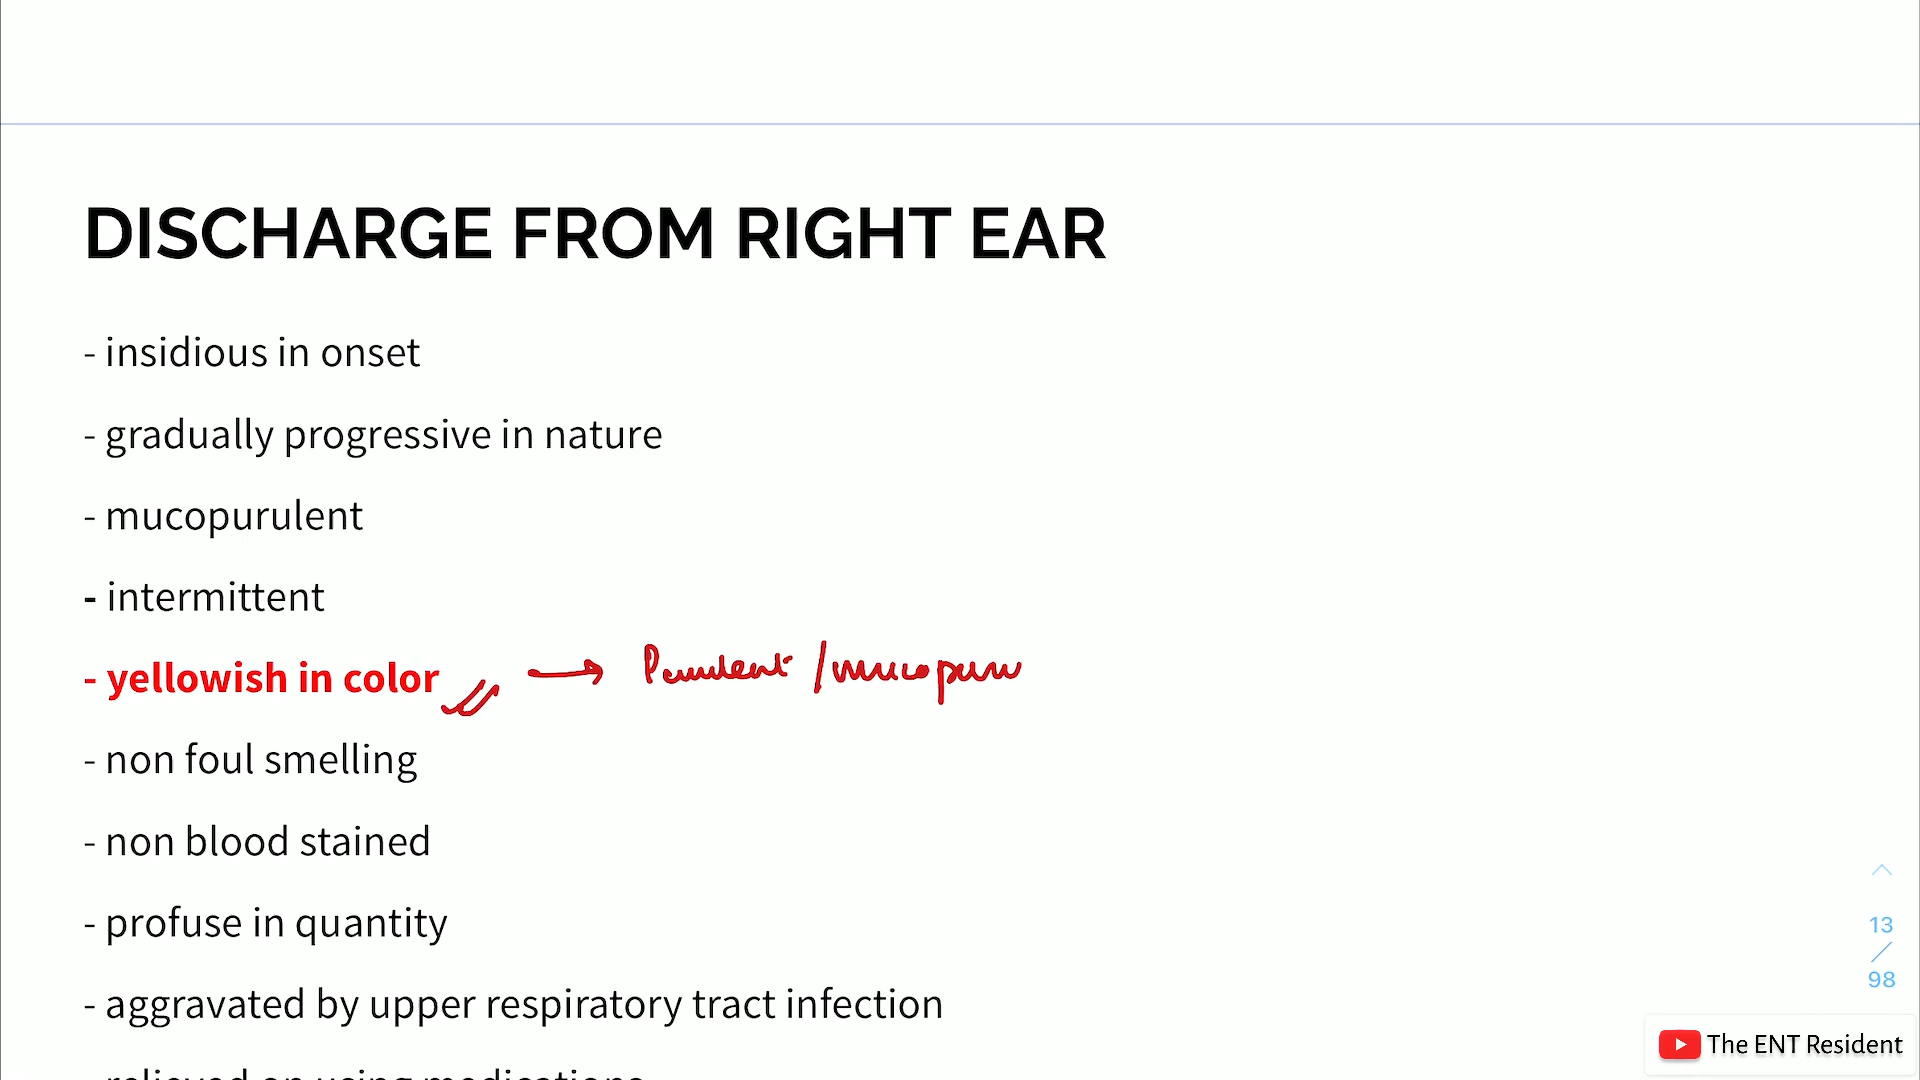 DISCHARGE FROM RIGHT EAR
- insidious in onset
- gradually progressive in nature
- mucopurulent
- intermittent
- yellowish in color → Purulent / mucopuru
- non foul smelling
- non blood stained
- profuse in quantity
- aggravated by upper respiratory tract infection
- relieved on using medications
13
/
98
The ENT Resident